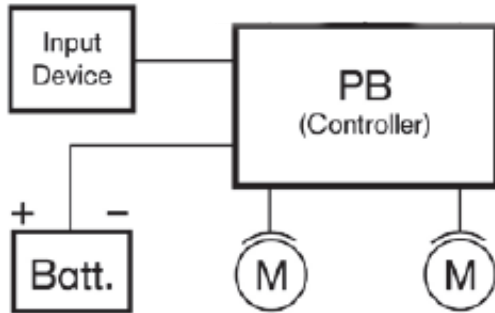 Input
Device
PB
(Controller)
+ −
Batt.
M M